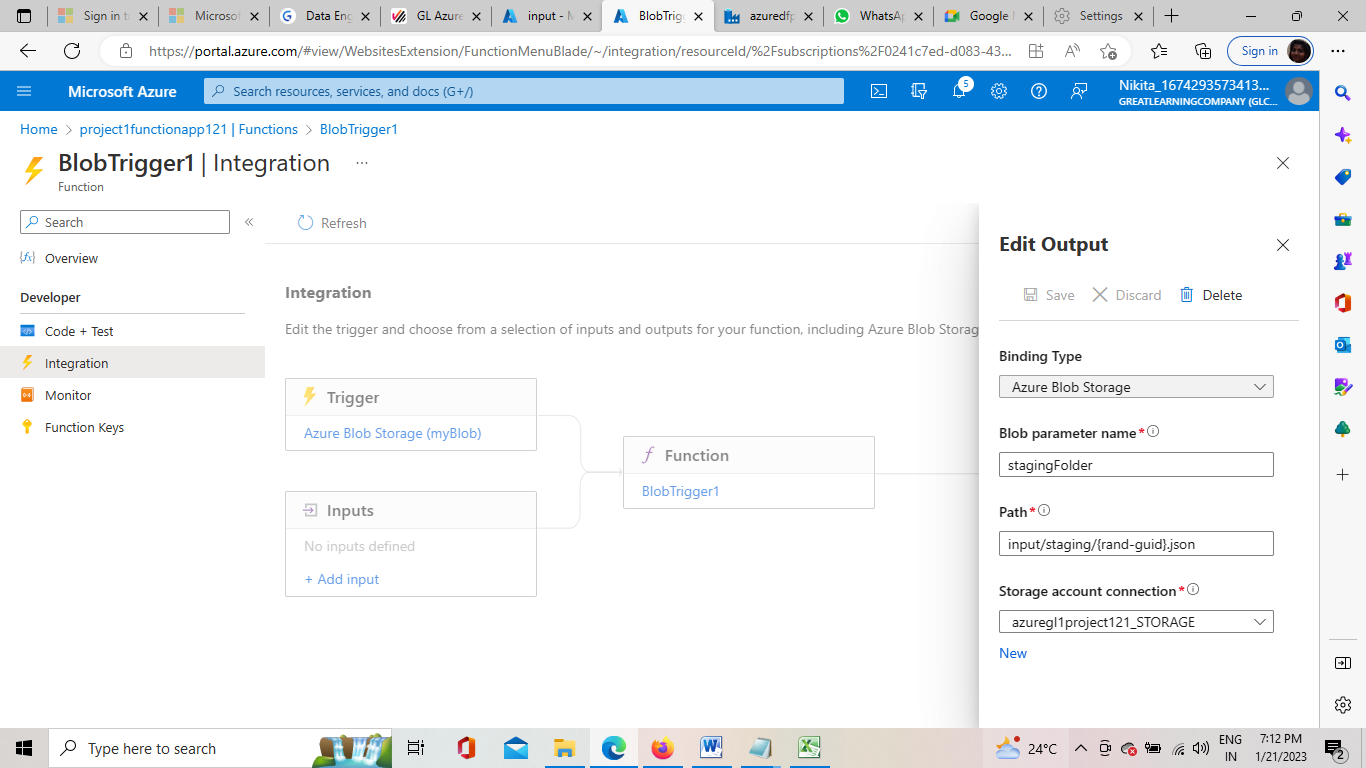 Sign in t
Microsof
Data Eng
GL Azure
input - M
BlobTrigg
azuredfp
WhatsAp
Google M
Settings
https://portal.azure.com/#view/WebsitesExtension/FunctionMenuBlade/~/integration/resourceId/%2Fsubscriptions%2F0241c7ed-d083-43...
Sign in
Microsoft Azure
Search resources, services, and docs (G+/)
5
Nikita_1674293573413...
GREATLEARNINGCOMPANY (GLC...
Home > project1functionapp121 | Functions > BlobTrigger1
BlobTrigger1 | Integration ...
Function
Search
«
Refresh
Overview
Developer
Code + Test
Integration
Monitor
Function Keys
Integration
Edit the trigger and choose from a selection of inputs and outputs for your function, including Azure Blob Storag
Trigger
Azure Blob Storage (myBlob)
Inputs
No inputs defined
+ Add input
Function
BlobTrigger1
Edit Output
Save
Discard
Delete
Binding Type
Azure Blob Storage
Blob parameter name *
stagingFolder
Path *
input/staging/{rand-guid}.json
Storage account connection *
azuregl1project121_STORAGE
New
Type here to search
24°C
ENG
IN
7:12 PM
1/21/2023
2